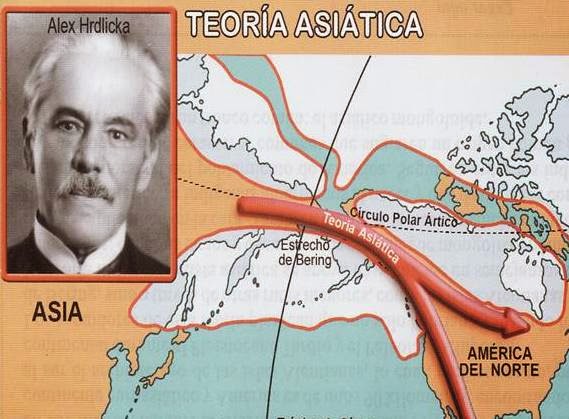 Alex Hrdlicka
TEORÍA ASIÁTICA
Teoría Asiática
Círculo Polar Ártico
Estrecho
de Bering
ASIA
AMÉRICA
DEL NORTE